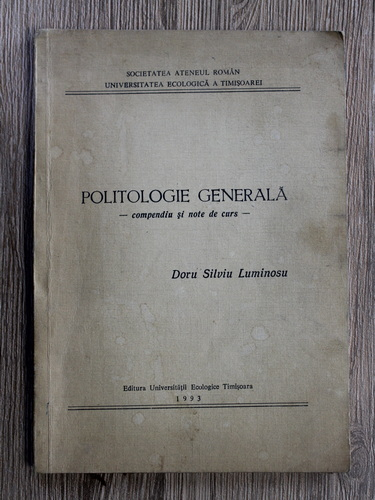 SOCIETATEA ATENEUL ROMÂN
UNIVERSITATEA ECOLOGICĂ A TIMIȘOAREI
POLITOLOGIE GENERALĂ
— compendiu și note de curs —
Doru Silviu Luminosu
Editura Universității Ecologice Timișoara
1993